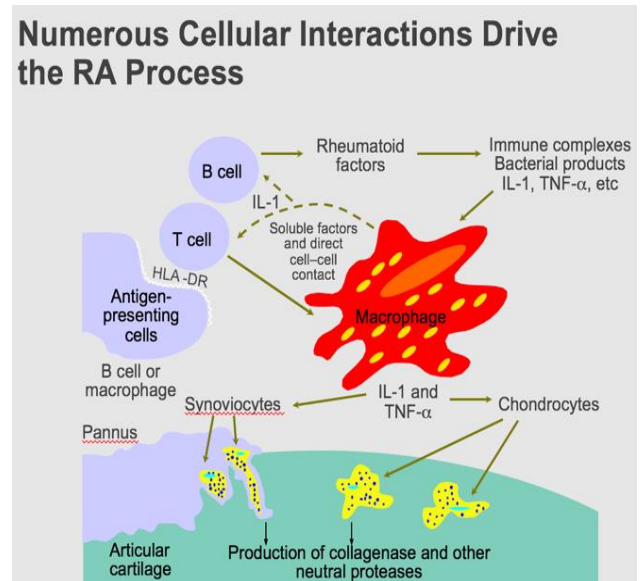 Numerous Cellular Interactions Drive
the RA Process
B cell
Rheumatoid
factors
Immune complexes
Bacterial products
IL-1, TNF-α, etc
IL-1
T cell
Soluble factors
and direct
cell–cell
contact
HLA -DR
Antigen-
presenting
cells
Macrophage
B cell or
macrophage
Synoviocytes
IL-1 and
TNF-α
Chondrocytes
Pannus
Articular
cartilage
Production of collagenase and other
neutral proteases